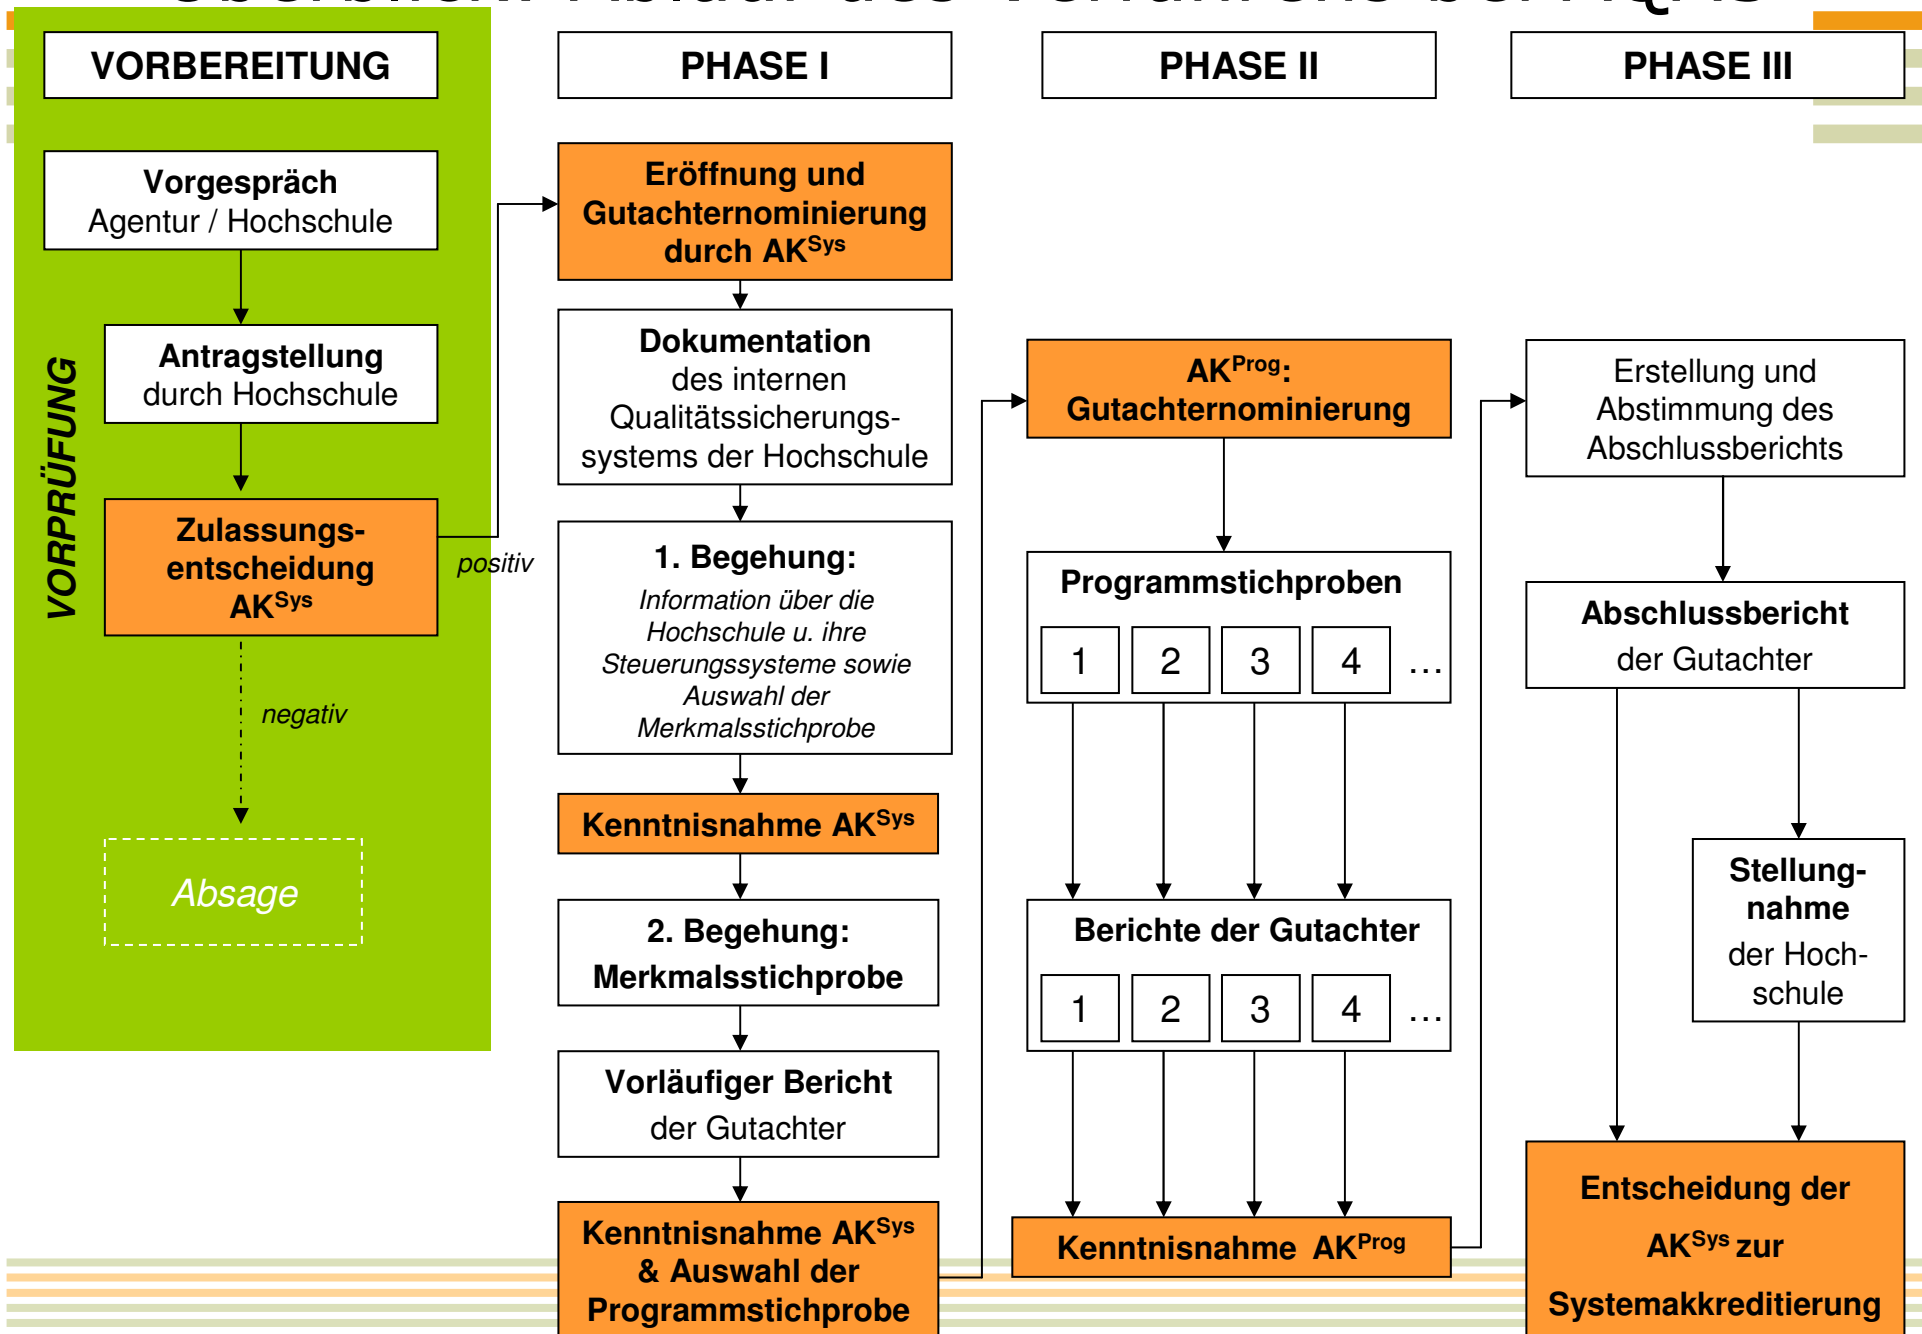 VORBEREITUNG
PHASE I
PHASE II
PHASE III
VORPRÜFUNG
Vorgespräch
Agentur / Hochschule
Antragstellung
durch Hochschule
Zulassungs-
entscheidung
AKSys
positiv
negativ
Absage
Eröffnung und
Gutachternominierung
durch AKSys
Dokumentation
des internen
Qualitätssicherungs-
systems der Hochschule
1. Begehung:
Information über die
Hochschule u. ihre
Steuerungssysteme sowie
Auswahl der
Merkmalsstichprobe
Kenntnisnahme AKSys
2. Begehung:
Merkmalsstichprobe
Vorläufiger Bericht
der Gutachter
Kenntnisnahme AKSys
& Auswahl der
Programmstichprobe
AKProg:
Gutachternominierung
Programmstichproben
1 2 3 4 …
Berichte der Gutachter
1 2 3 4 …
Kenntnisnahme AKProg
Erstellung und
Abstimmung des
Abschlussberichts
Abschlussbericht
der Gutachter
Stellung-
nahme
der Hoch-
schule
Entscheidung der
AKSys zur
Systemakkreditierung